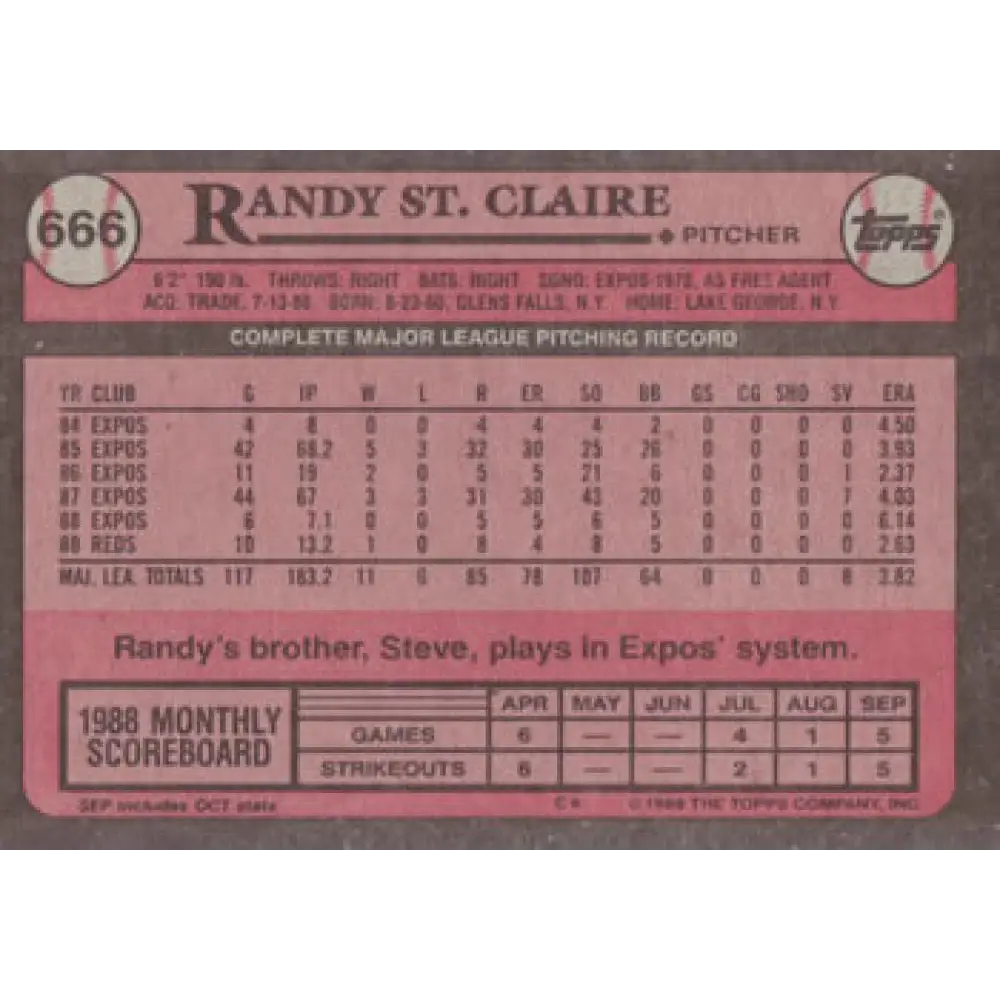 666 RANDY ST. CLAIRE
PITCHER topps®
6'2" 190 lb. THROWS: RIGHT BATS: RIGHT SGND: EXPOS-1978, AS FREE AGENT
ACQ. TRADE, 7-13-88 BORN: 8-23-60, GLENS FALLS, N.Y. HOME: LAKE GEORGE, N.Y.
COMPLETE MAJOR LEAGUE PITCHING RECORD
YR CLUB G IP W L R ER SO BB GS CG SHO SV ERA
84 EXPOS 4 8 0 0 4 4 4 2 0 0 0 0 4.50
85 EXPOS 42 68.2 5 3 32 30 25 26 0 0 0 0 3.93
86 EXPOS 11 19 2 0 5 5 21 6 0 0 0 1 2.37
87 EXPOS 44 67 3 3 31 30 43 20 0 0 0 7 4.03
88 EXPOS 6 7.1 0 0 5 5 6 5 0 0 0 0 6.14
88 REDS 10 13.2 1 0 8 4 8 5 0 0 0 0 2.63
MAJ. LEA. TOTALS 117 183.2 11 6 85 78 107 64 0 0 0 8 3.82
Randy's brother, Steve, plays in Expos' system.
1988 MONTHLY SCOREBOARD
APR MAY JUN JUL AUG SEP
GAMES 6 — — 4 1 5
STRIKEOUTS 6 — — 2 1 5
SEP includes OCT stats © 1989 THE TOPPS COMPANY, INC.